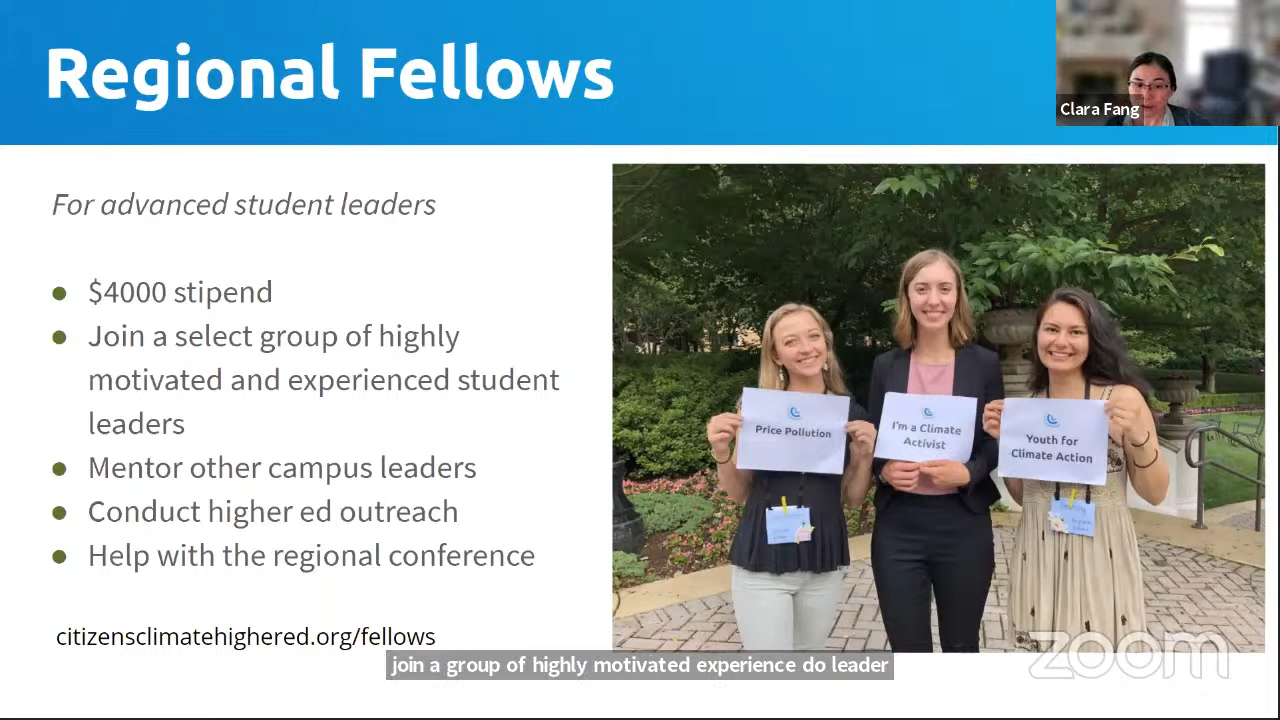 Regional Fellows
Clara Fang
For advanced student leaders
$4000 stipend
Join a select group of highly
motivated and experienced student
leaders
Mentor other campus leaders
Conduct higher ed outreach
Help with the regional conference
citizensclimatehighered.org/fellows
Price Pollution
I'm a Climate
Activist
Youth for
Climate Action
join a group of highly motivated experience do leader
zoom